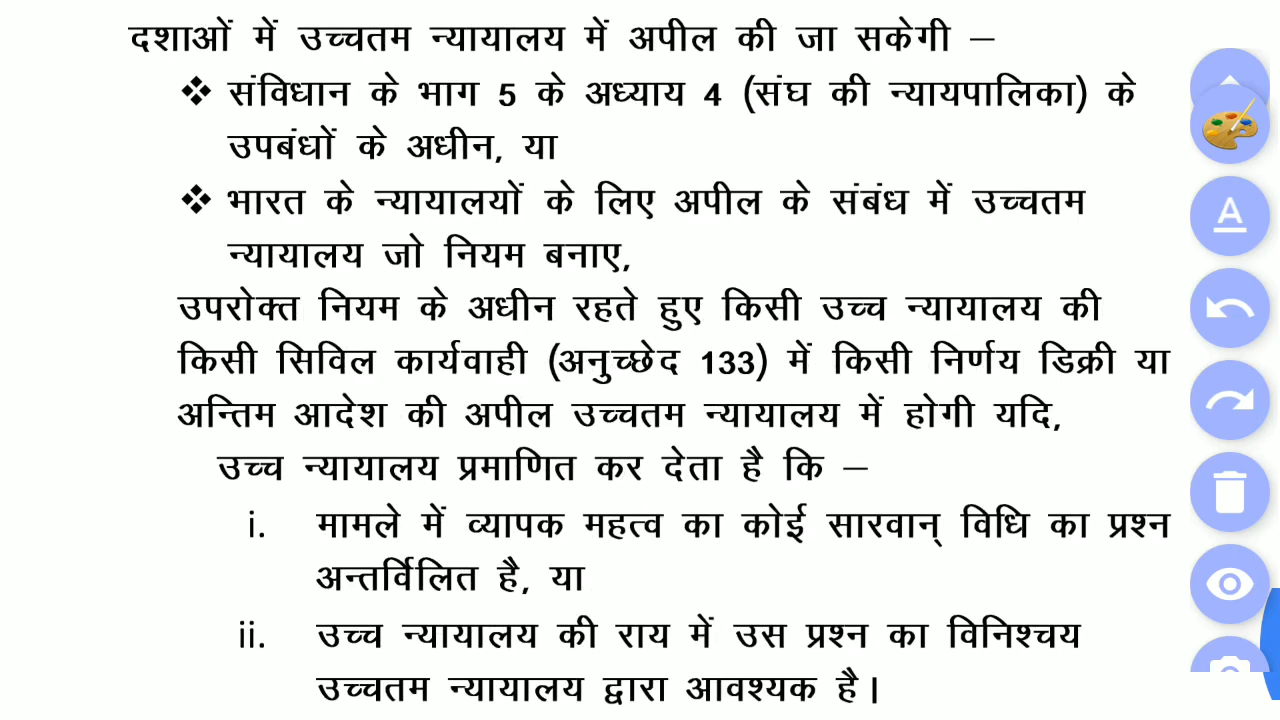 दशाओं में उच्चतम न्यायालय में अपील की जा सकेगी –
❖ संविधान के भाग 5 के अध्याय 4 (संघ की न्यायपालिका) के
उपबंधों के अधीन, या
❖ भारत के न्यायालयों के लिए अपील के संबंध में उच्चतम
न्यायालय जो नियम बनाए,
उपरोक्त नियम के अधीन रहते हुए किसी उच्च न्यायालय की
किसी सिविल कार्यवाही (अनुच्छेद 133) में किसी निर्णय डिक्री या
अन्तिम आदेश की अपील उच्चतम न्यायालय में होगी यदि,
उच्च न्यायालय प्रमाणित कर देता है कि –
i. मामले में व्यापक महत्व का कोई सारवान् विधि का प्रश्न
अन्तर्विलित है, या
ii. उच्च न्यायालय की राय में उस प्रश्न का विनिश्चय
उच्चतम न्यायालय द्वारा आवश्यक है।
A